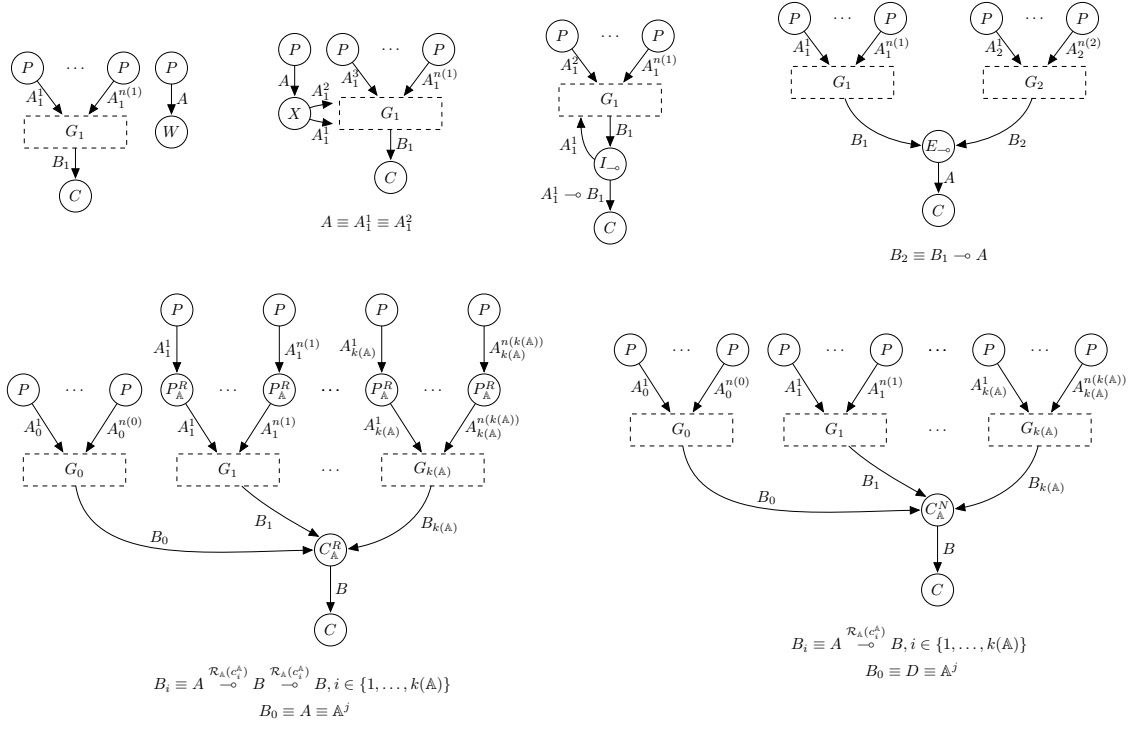 P ⋯ P P
A_1^1 A_1^{n(1)} A
G_1 W
B_1
C
P P ⋯ P
A A_1^3 A_1^{n(1)}
X A_1^2 G_1
A_1^1
B_1
C
A ≡ A_1^1 ≡ A_1^2
P ⋯ P
A_1^2 A_1^{n(1)}
G_1
A_1^1 B_1
I_⊸
A_1^1 ⊸ B_1
C
P ⋯ P P ⋯ P
A_1^1 A_1^{n(1)} A_2^1 A_2^{n(2)}
G_1 G_2
B_1 E_⊸ B_2
A
C
B_2 ≡ B_1 ⊸ A
P P P P
A_1^1 A_1^{n(1)} A_{k(𝔸)}^1 A_{k(𝔸)}^{n(k(𝔸))}
P ⋯ P P_𝔸^R ⋯ P_𝔸^R ⋯ P_𝔸^R ⋯ P_𝔸^R
A_0^1 A_0^{n(0)} A_1^1 A_1^{n(1)} A_{k(𝔸)}^1 A_{k(𝔸)}^{n(k(𝔸))}
G_0 G_1 ⋯ G_{k(𝔸)}
B_0 B_1 B_{k(𝔸)}
C_𝔸^R
B
C
B_i ≡ A ⊸^{ℛ_𝔸(c_i^𝔸)} B ⊸^{ℛ_𝔸(c_i^𝔸)} B, i ∈ {1, …, k(𝔸)}
B_0 ≡ A ≡ 𝔸^j
P ⋯ P P ⋯ P ⋯ P ⋯ P
A_0^1 A_0^{n(0)} A_1^1 A_1^{n(1)} A_{k(𝔸)}^1 A_{k(𝔸)}^{n(k(𝔸))}
G_0 G_1 ⋯ G_{k(𝔸)}
B_0 B_1 B_{k(𝔸)}
C_𝔸^N
B
C
B_i ≡ A ⊸^{ℛ_𝔸(c_i^𝔸)} B, i ∈ {1, …, k(𝔸)}
B_0 ≡ D ≡ 𝔸^j